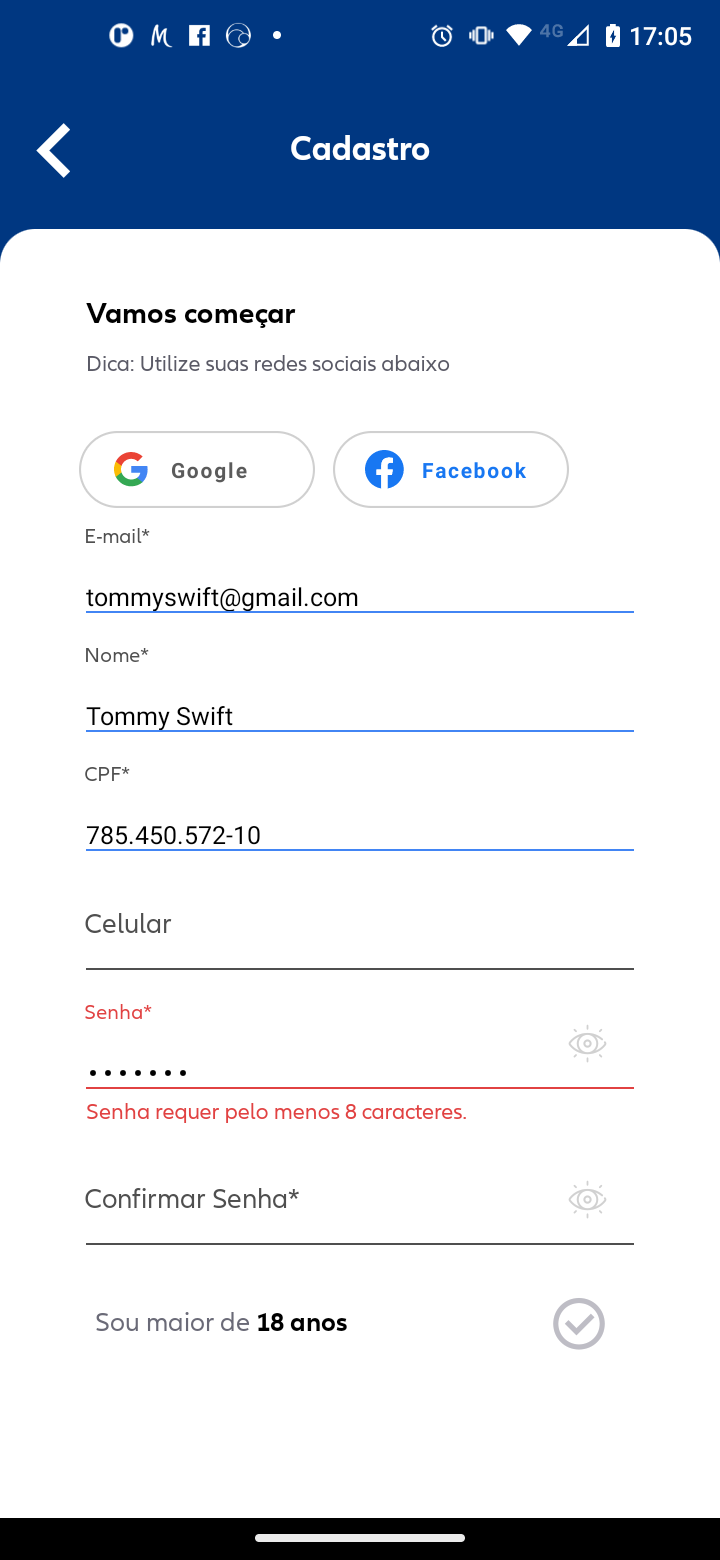 4G 17:05
Cadastro
Vamos começar
Dica: Utilize suas redes sociais abaixo
Google Facebook
E-mail*
tommyswift@gmail.com
Nome*
Tommy Swift
CPF*
785.450.572-10
Celular
Senha*
•••••••
Senha requer pelo menos 8 caracteres.
Confirmar Senha*
Sou maior de 18 anos